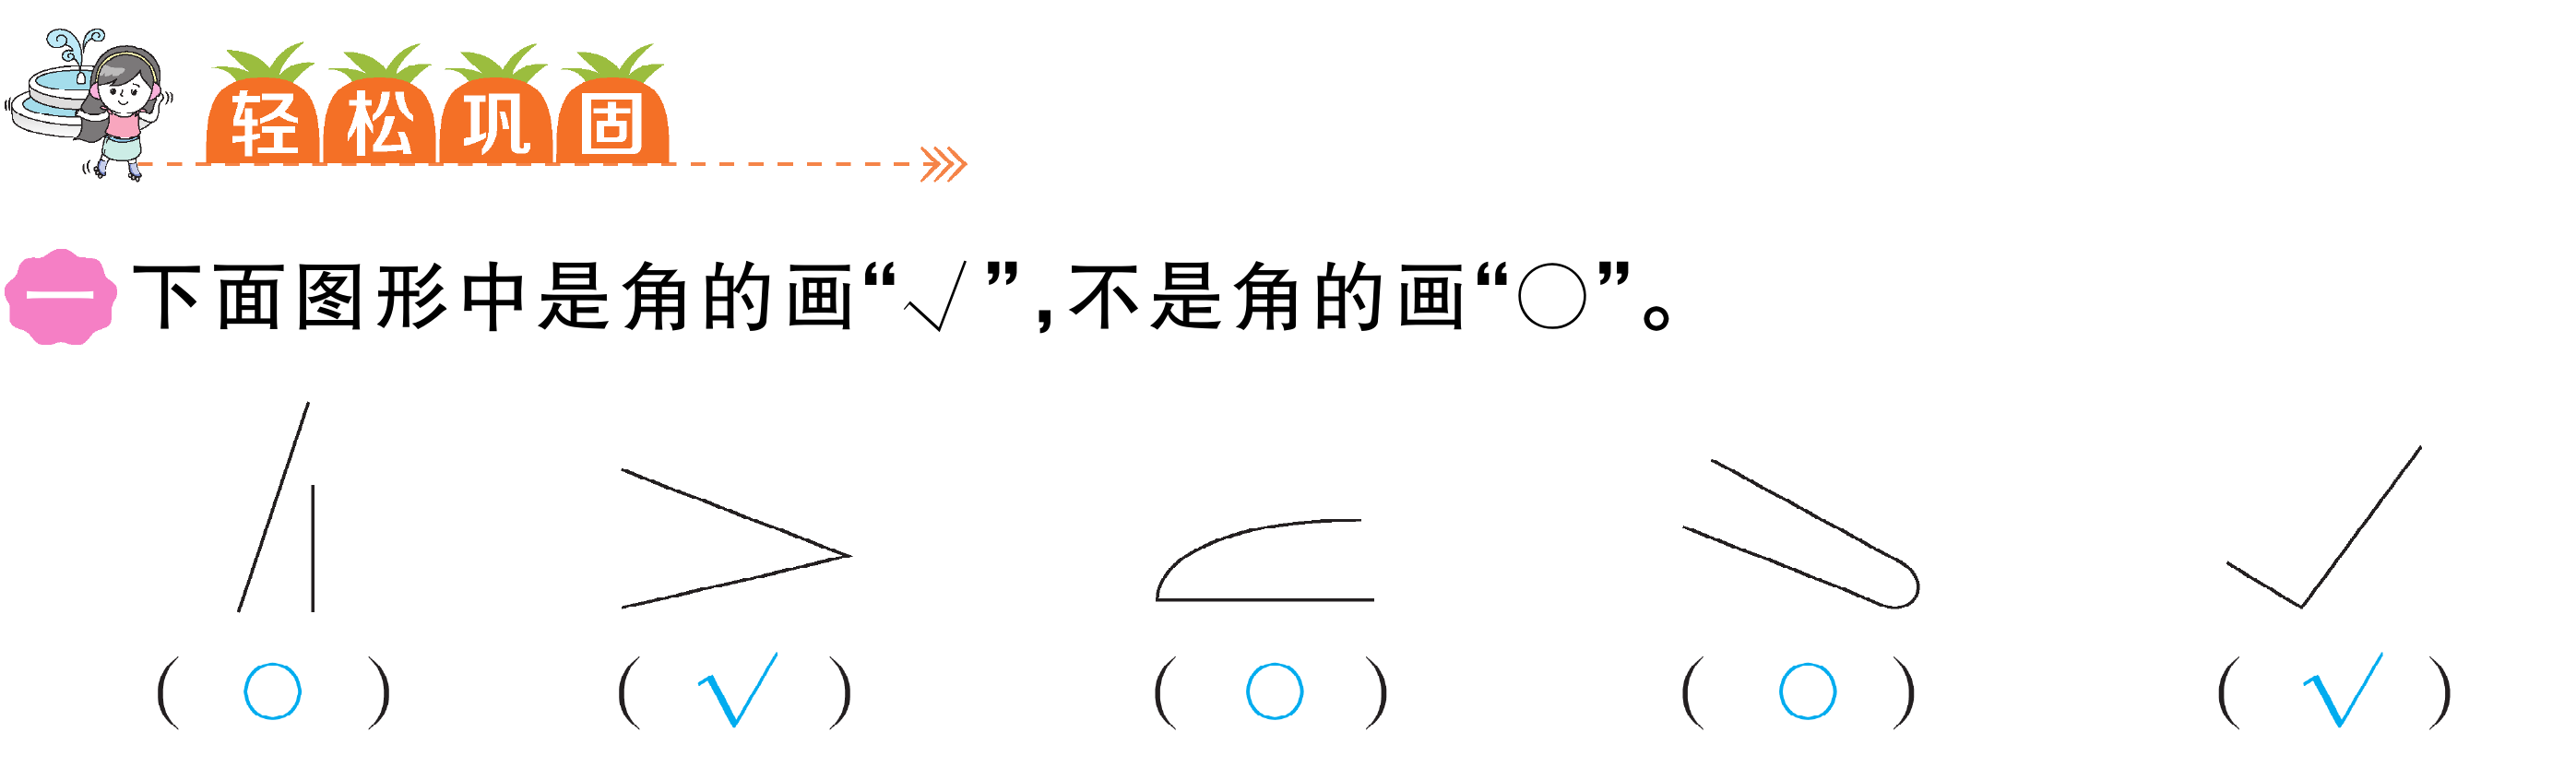 轻松巩固
一 下面图形中是角的画“√”,不是角的画“○”。
( ○ ) ( √ ) ( ○ ) ( ○ ) ( √ )